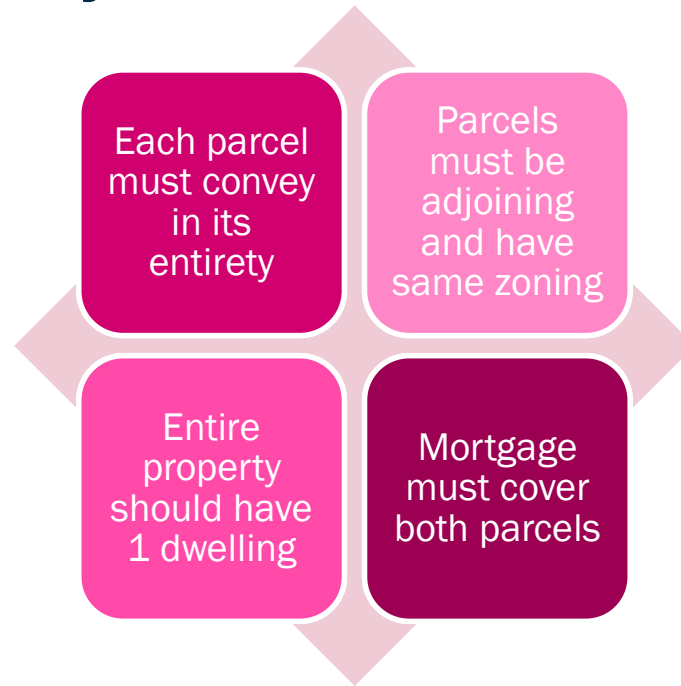 Each parcel
must convey
in its
entirety
Parcels
must be
adjoining
and have
same zoning
Entire
property
should have
1 dwelling
Mortgage
must cover
both parcels